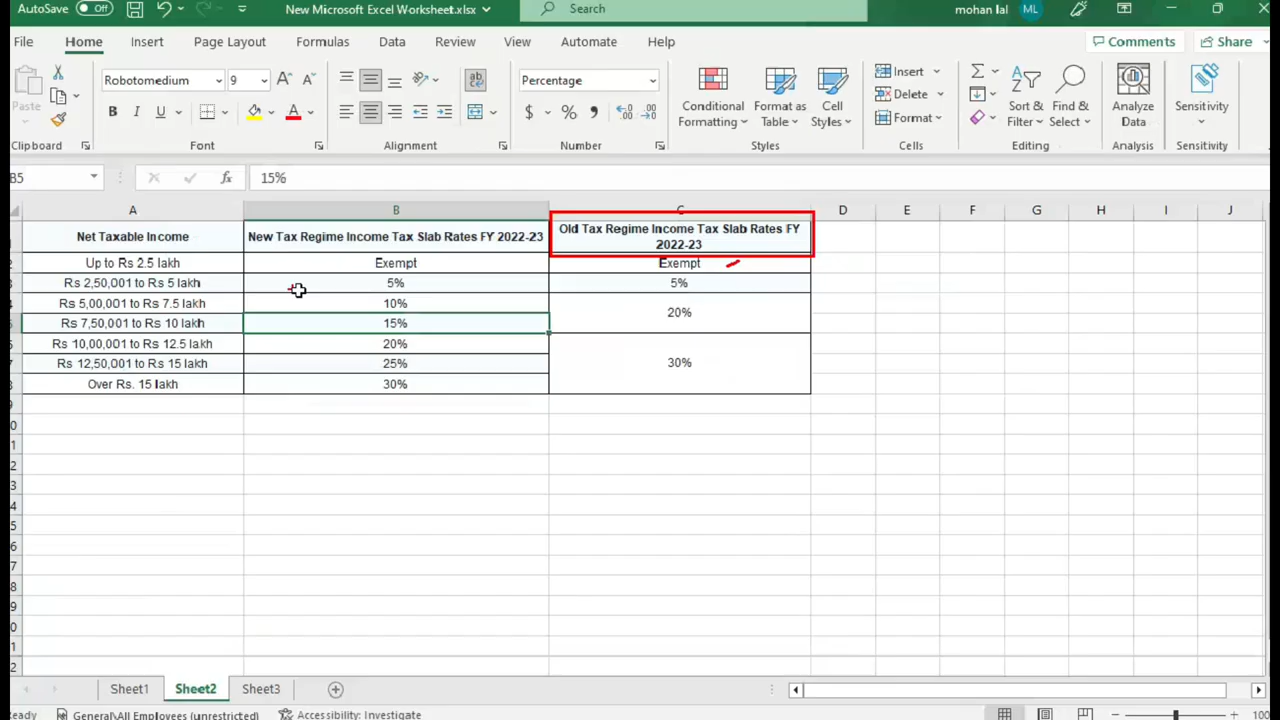 AutoSave Off New Microsoft Excel Worksheet.xlsx Search mohan lal ML
File Home Insert Page Layout Formulas Data Review View Automate Help Comments Share
Paste Robotomedium 9 Percentage Conditional Formatting Format as Table Cell Styles Insert Delete Format Sort & Filter Find & Select Analyze Data Sensitivity
Clipboard Font Alignment Number Styles Cells Editing Analysis Sensitivity
B5 fx 15%
A B C D E F G H I J
Net Taxable Income New Tax Regime Income Tax Slab Rates FY 2022-23 Old Tax Regime Income Tax Slab Rates FY
2022-23
Up to Rs 2.5 lakh Exempt Exempt
Rs 2,50,001 to Rs 5 lakh 5% 5%
Rs 5,00,001 to Rs 7.5 lakh 10% 20%
Rs 7,50,001 to Rs 10 lakh 15%
Rs 10,00,001 to Rs 12.5 lakh 20%
Rs 12,50,001 to Rs 15 lakh 25% 30%
Over Rs. 15 lakh 30%
Sheet1 Sheet2 Sheet3
General\All Employees (unrestricted) Accessibility: Investigate